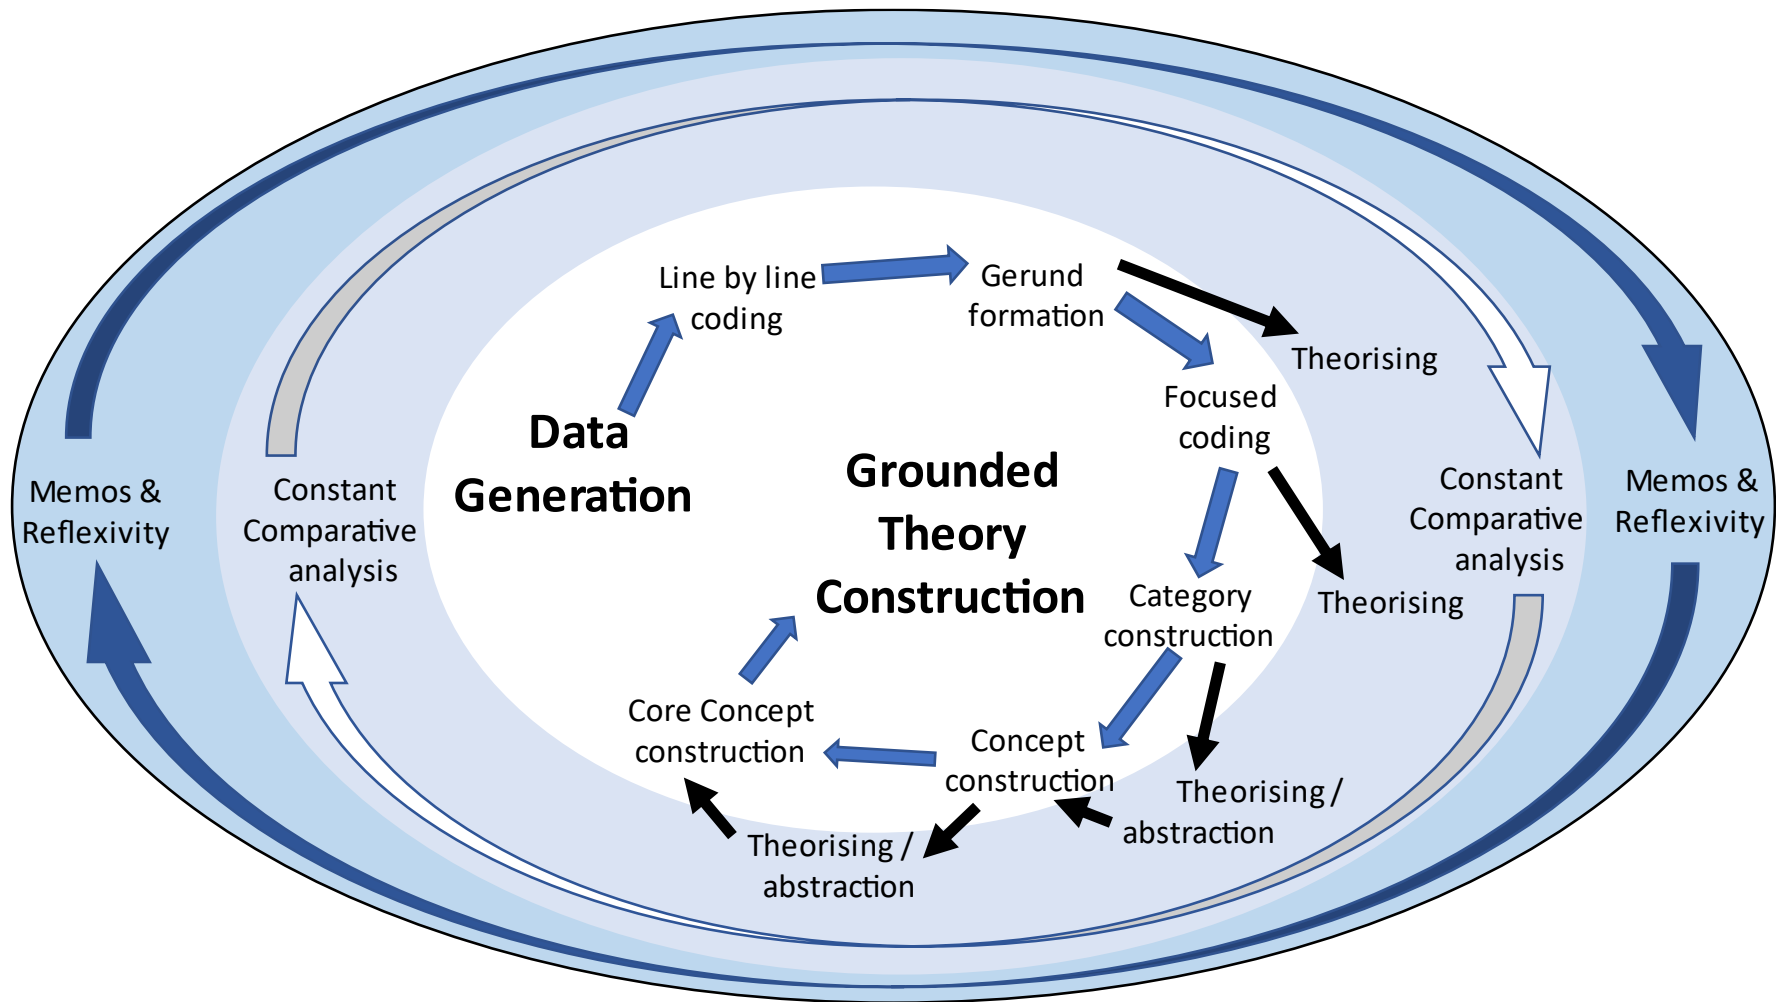 Line by line
coding
Gerund
formation
Theorising
Focused
coding
Data
Generation
Grounded
Theory
Construction
Memos &
Reflexivity
Constant
Comparative
analysis
Constant
Comparative
analysis
Memos &
Reflexivity
Theorising
Category
construction
Core Concept
construction
Concept
construction
Theorising /
abstraction
Theorising /
abstraction